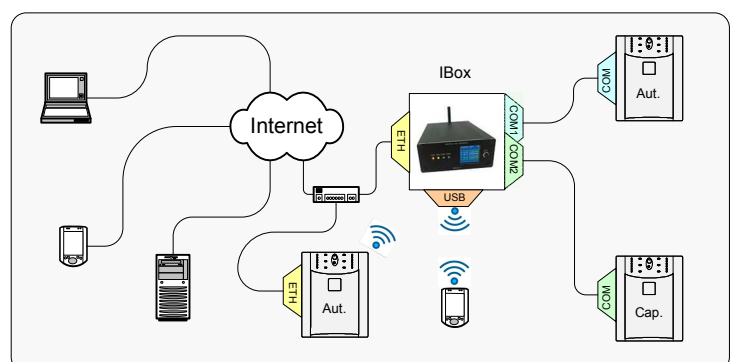 IBox
COM
Aut.
Internet
ETH
COM1
COM2
USB
ETH
Aut.
COM
Cap.